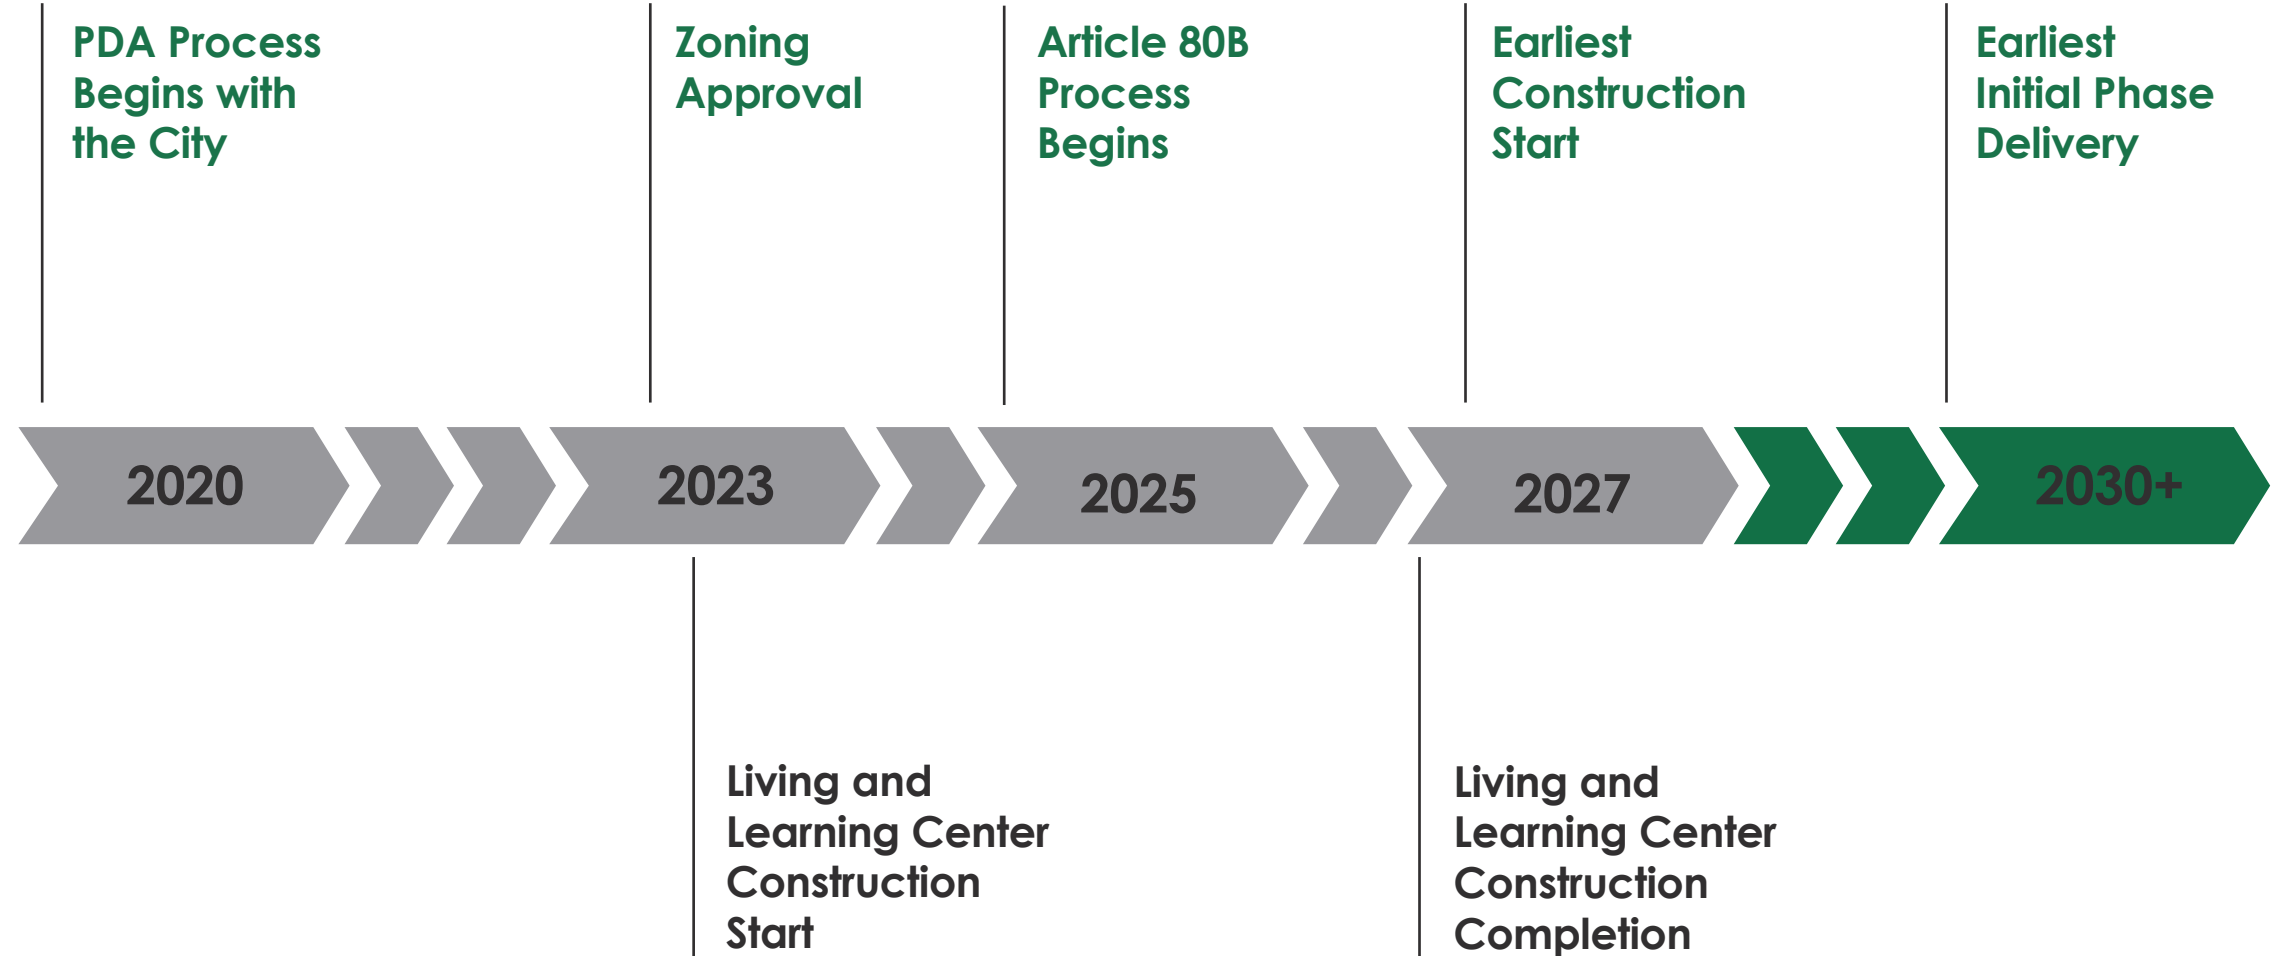 PDA Process
Begins with
the City
Zoning
Approval
Article 80B
Process
Begins
Earliest
Construction
Start
Earliest
Initial Phase
Delivery
2020
2023
2025
2027
2030+
Living and
Learning Center
Construction
Start
Living and
Learning Center
Construction
Completion